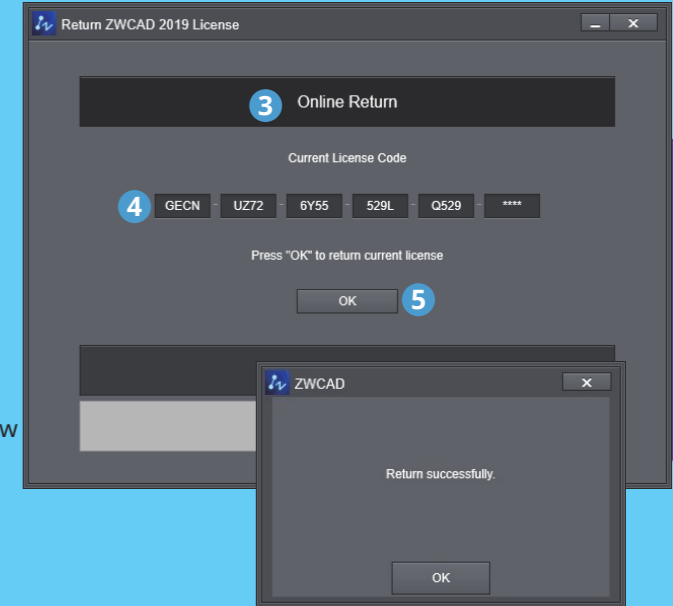 Return ZWCAD 2019 License
3 Online Return
Current License Code
4 GECN - UZ72 - 6Y55 - 529L - Q529 - ****
Press "OK" to return current license
OK 5
ZWCAD
w
Return successfully.
OK